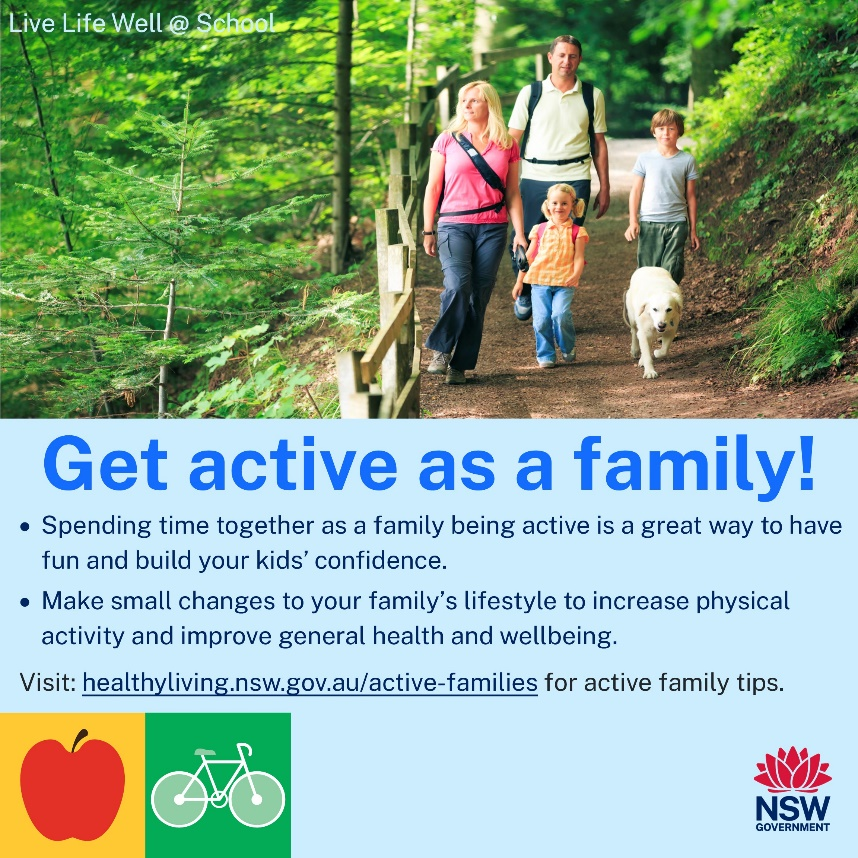 Live Life Well @ School
Get active as a family!
• Spending time together as a family being active is a great way to have
fun and build your kids’ confidence.
• Make small changes to your family’s lifestyle to increase physical
activity and improve general health and wellbeing.
Visit: healthyliving.nsw.gov.au/active-families for active family tips.
NSW
GOVERNMENT